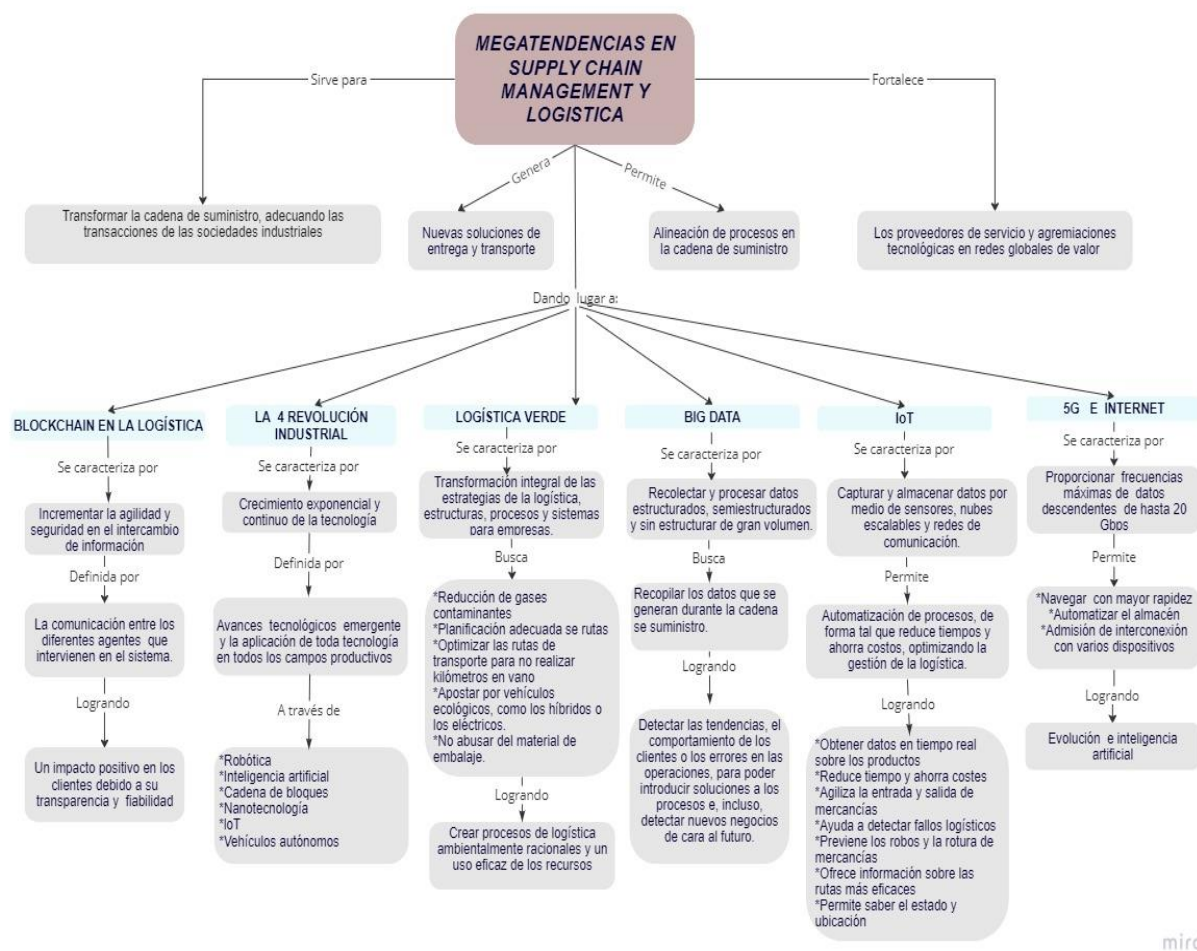 MEGATENDENCIAS EN
SUPPLY CHAIN
MANAGEMENT Y
LOGISTICA
Sirve para
Fortalece
Genera
Permite
Transformar la cadena de suministro, adecuando las
transacciones de las sociedades industriales
Nuevas soluciones de
entrega y transporte
Alineación de procesos en
la cadena de suministro
Los proveedores de servicio y agremiaciones
tecnológicas en redes globales de valor
Dando lugar a:
BLOCKCHAIN EN LA LOGÍSTICA
Se caracteriza por
Incrementar la agilidad y
seguridad en el intercambio
de información
Definida por
La comunicación entre los
diferentes agentes que
intervienen en el sistema.
Logrando
Un impacto positivo en los
clientes debido a su
transparencia y fiabilidad
LA 4 REVOLUCIÓN
INDUSTRIAL
Se caracteriza por
Crecimiento exponencial y
continuo de la tecnología
Definida por
Avances tecnológicos emergente
y la aplicación de toda tecnología
en todos los campos productivos
A través de
*Robótica
*Inteligencia artificial
*Cadena de bloques
*Nanotecnología
*IoT
*Vehículos autónomos
LOGÍSTICA VERDE
Se caracteriza por
Transformación integral de las
estrategias de la logística,
estructuras, procesos y sistemas
para empresas.
Busca
*Reducción de gases
contaminantes
*Planificación adecuada se rutas
*Optimizar las rutas de
transporte para no realizar
kilómetros en vano
*Apostar por vehículos
ecológicos, como los híbridos o
los eléctricos.
*No abusar del material de
embalaje.
Logrando
Crear procesos de logística
ambientalmente racionales y un
uso eficaz de los recursos
BIG DATA
Se caracteriza por
Recolectar y procesar datos
estructurados, semiestructurados
y sin estructurar de gran volumen.
Busca
Recopilar los datos que se
generan durante la cadena
se suministro.
Logrando
Detectar las tendencias, el
comportamiento de los
clientes o los errores en las
operaciones, para poder
introducir soluciones a los
procesos e, incluso,
detectar nuevos negocios
de cara al futuro.
IoT
Se caracteriza por
Capturar y almacenar datos por
medio de sensores, nubes
escalables y redes de
comunicación.
Permite
Automatización de procesos, de
forma tal que reduce tiempos y
ahorra costos, optimizando la
gestión de la logística.
Logrando
*Obtener datos en tiempo real
sobre los productos
*Reduce tiempo y ahorra costes
*Agiliza la entrada y salida de
mercancías
*Ayuda a detectar fallos logísticos
*Previene los robos y la rotura de
mercancías
*Ofrece información sobre las
rutas más eficaces
*Permite saber el estado y
ubicación
5G E INTERNET
Se caracteriza por
Proporcionar frecuencias
máximas de datos
descendentes de hasta 20
Gbps
Permite
*Navegar con mayor rapidez
*Automatizar el almacén
*Admisión de interconexión
con varios dispositivos
Logrando
Evolución e inteligencia
artificial
miro